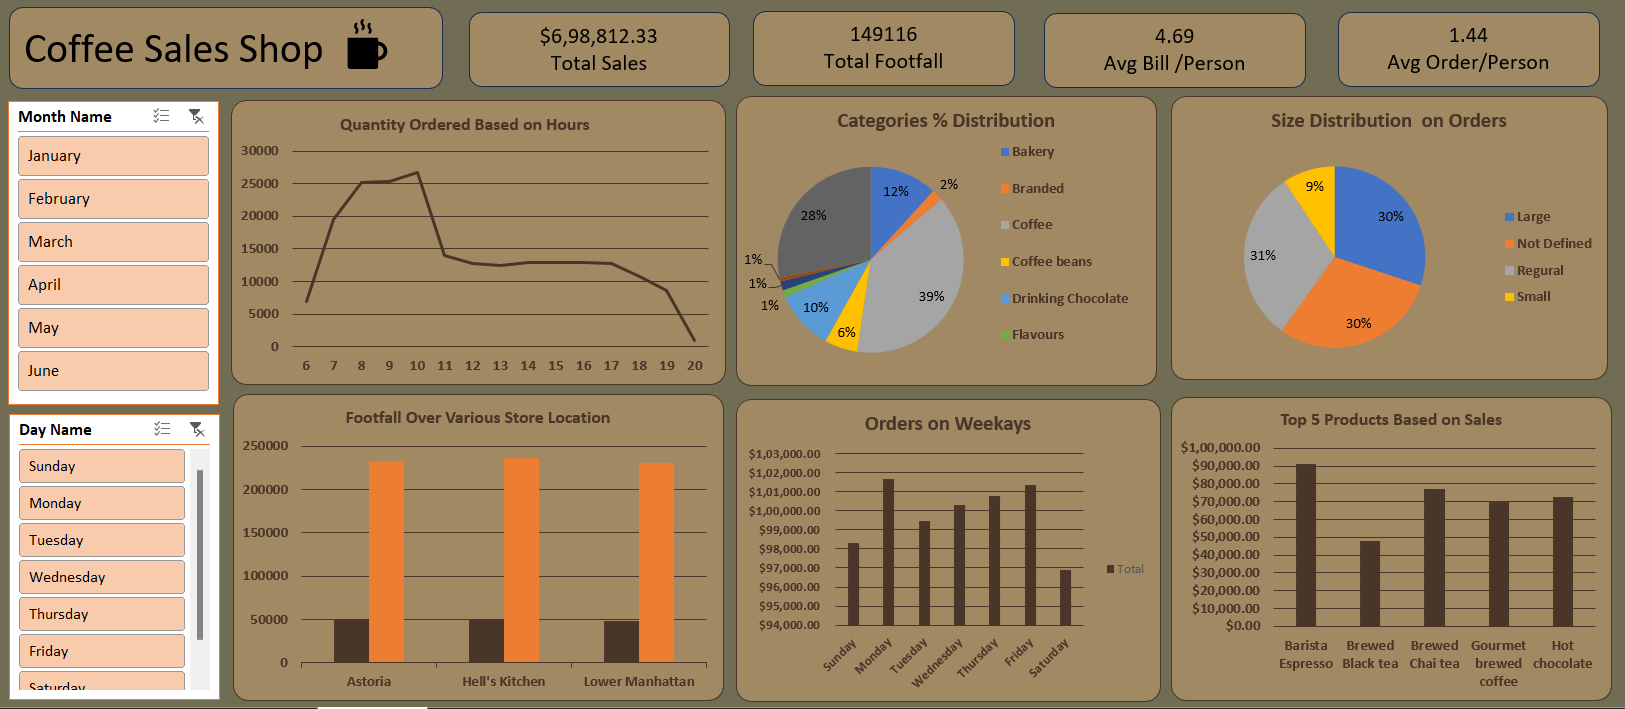 Coffee Sales Shop
$6,98,812.33
Total Sales
149116
Total Footfall
4.69
Avg Bill /Person
1.44
Avg Order/Person
Month Name
January
February
March
April
May
June
Day Name
Sunday
Monday
Tuesday
Wednesday
Thursday
Friday
Saturday
Quantity Ordered Based on Hours
30000
25000
20000
15000
10000
5000
0
6 7 8 9 10 11 12 13 14 15 16 17 18 19 20
Categories % Distribution
12%
2%
39%
6%
10%
1%
1%
1%
28%
Bakery
Branded
Coffee
Coffee beans
Drinking Chocolate
Flavours
Size Distribution on Orders
30%
30%
31%
9%
Large
Not Defined
Regural
Small
Footfall Over Various Store Location
250000
200000
150000
100000
50000
0
Astoria Hell's Kitchen Lower Manhattan
Orders on Weekays
$1,03,000.00
$1,02,000.00
$1,01,000.00
$1,00,000.00
$99,000.00
$98,000.00
$97,000.00
$96,000.00
$95,000.00
$94,000.00
Sunday Monday Tuesday Wednesday Thursday Friday Saturday
Total
Top 5 Products Based on Sales
$1,00,000.00
$90,000.00
$80,000.00
$70,000.00
$60,000.00
$50,000.00
$40,000.00
$30,000.00
$20,000.00
$10,000.00
$0.00
Barista Espresso
Brewed Black tea
Brewed Chai tea
Gourmet brewed coffee
Hot chocolate